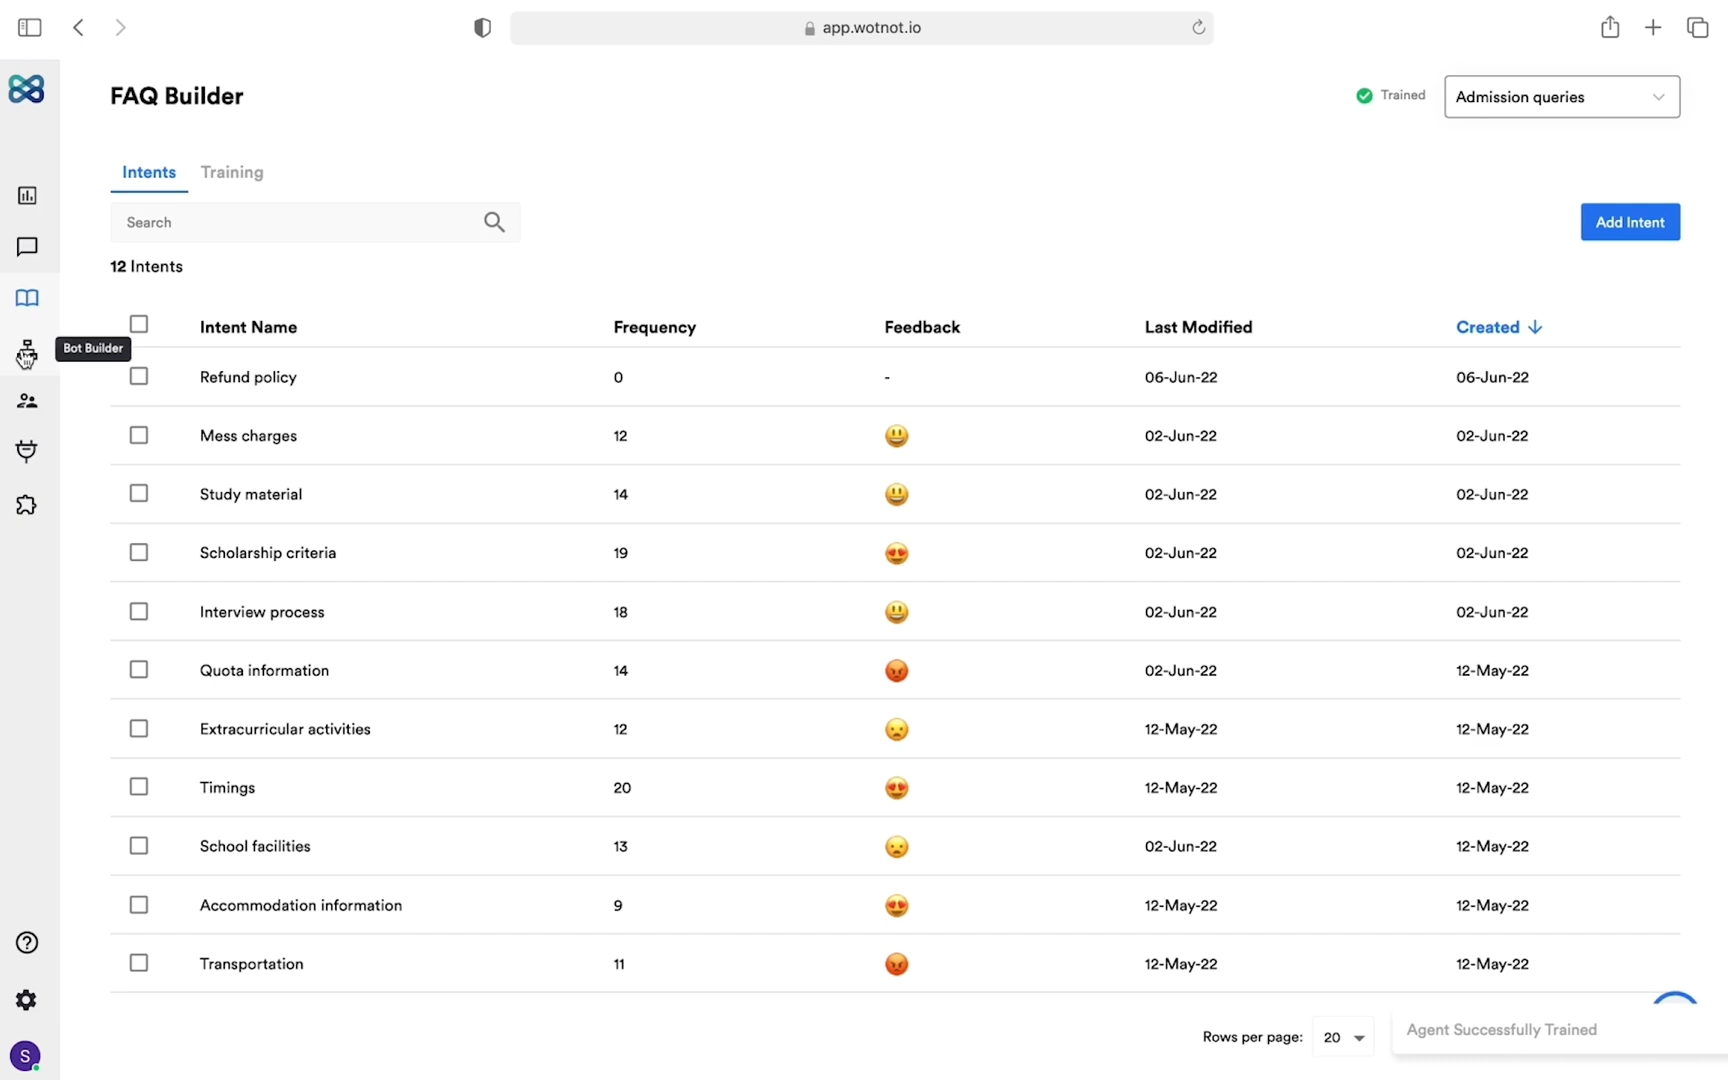 app.wotnot.io
FAQ Builder
Trained
Admission queries
Intents Training
Search
Add Intent
12 Intents
Intent Name Frequency Feedback Last Modified Created
Bot Builder
Refund policy 0 - 06-Jun-22 06-Jun-22
Mess charges 12 02-Jun-22 02-Jun-22
Study material 14 02-Jun-22 02-Jun-22
Scholarship criteria 19 02-Jun-22 02-Jun-22
Interview process 18 02-Jun-22 02-Jun-22
Quota information 14 02-Jun-22 12-May-22
Extracurricular activities 12 12-May-22 12-May-22
Timings 20 12-May-22 12-May-22
School facilities 13 02-Jun-22 12-May-22
Accommodation information 9 12-May-22 12-May-22
Transportation 11 12-May-22 12-May-22
Rows per page: 20
Agent Successfully Trained
S